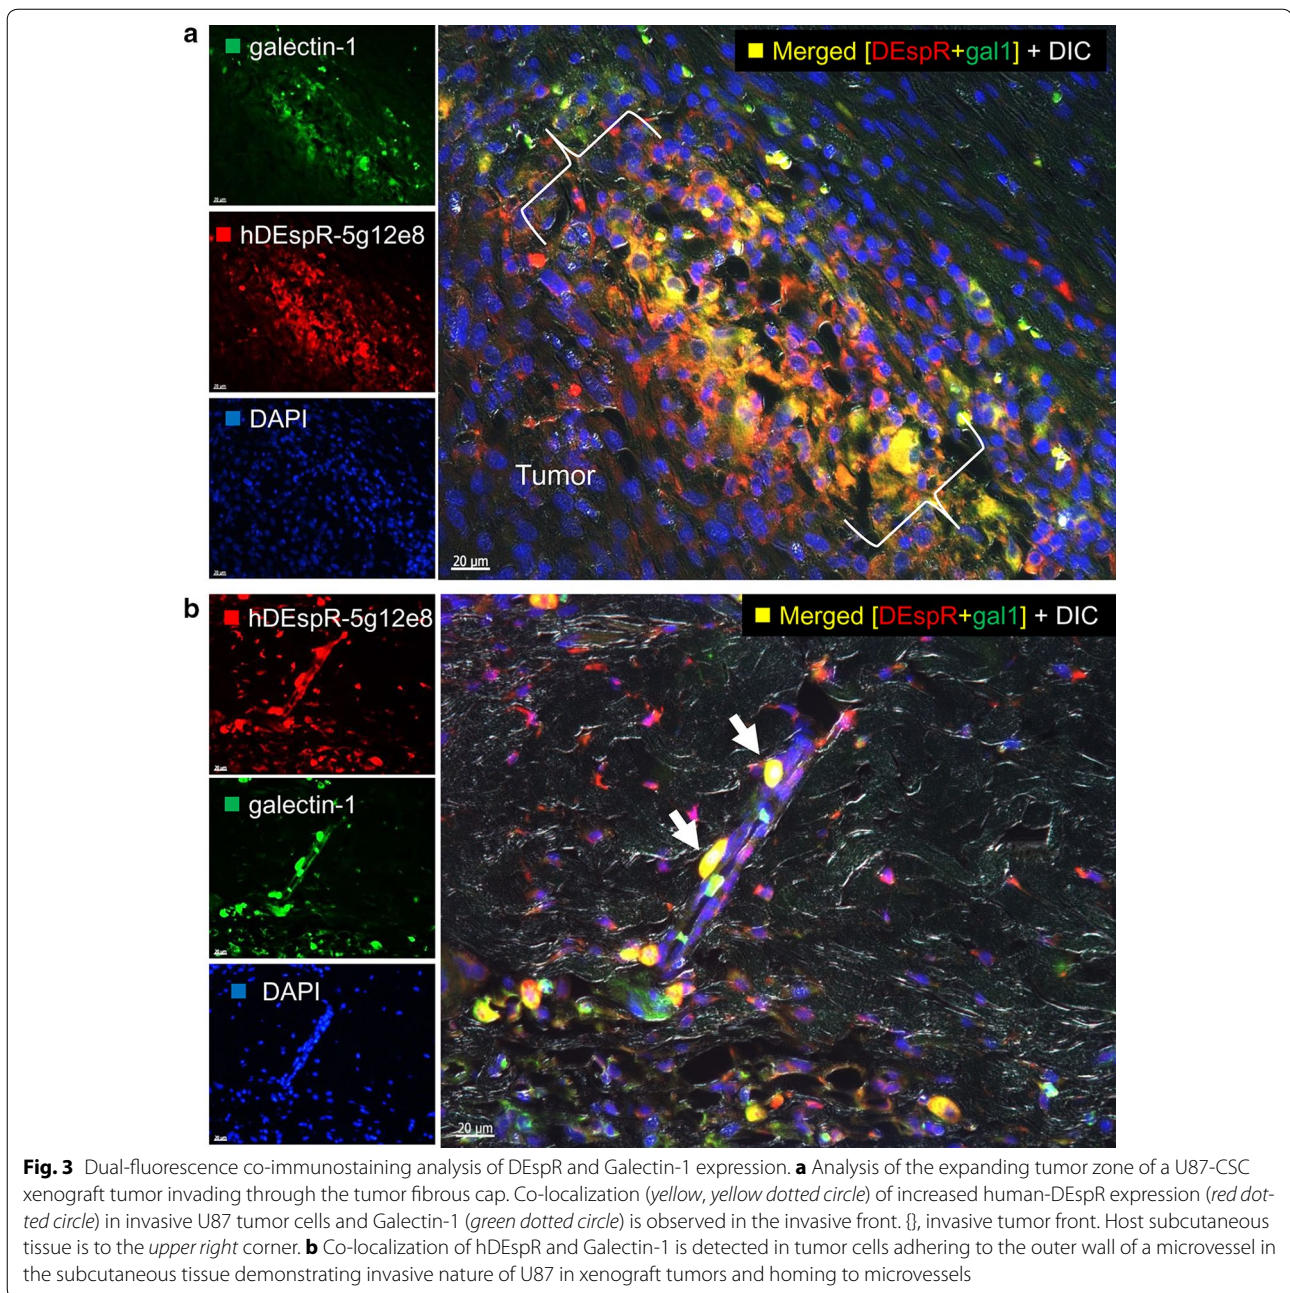 a
galectin-1
hDEspR-5g12e8
DAPI
Merged [DEspR+gal1] + DIC
Tumor
20 µm
b
hDEspR-5g12e8
galectin-1
DAPI
Merged [DEspR+gal1] + DIC
20 µm
Fig. 3 Dual-fluorescence co-immunostaining analysis of DEspR and Galectin-1 expression. a Analysis of the expanding tumor zone of a U87-CSC
xenograft tumor invading through the tumor fibrous cap. Co-localization (yellow, yellow dotted circle) of increased human-DEspR expression (red dot-
ted circle) in invasive U87 tumor cells and Galectin-1 (green dotted circle) is observed in the invasive front. {}, invasive tumor front. Host subcutaneous
tissue is to the upper right corner. b Co-localization of hDEspR and Galectin-1 is detected in tumor cells adhering to the outer wall of a microvessel in
the subcutaneous tissue demonstrating invasive nature of U87 in xenograft tumors and homing to microvessels